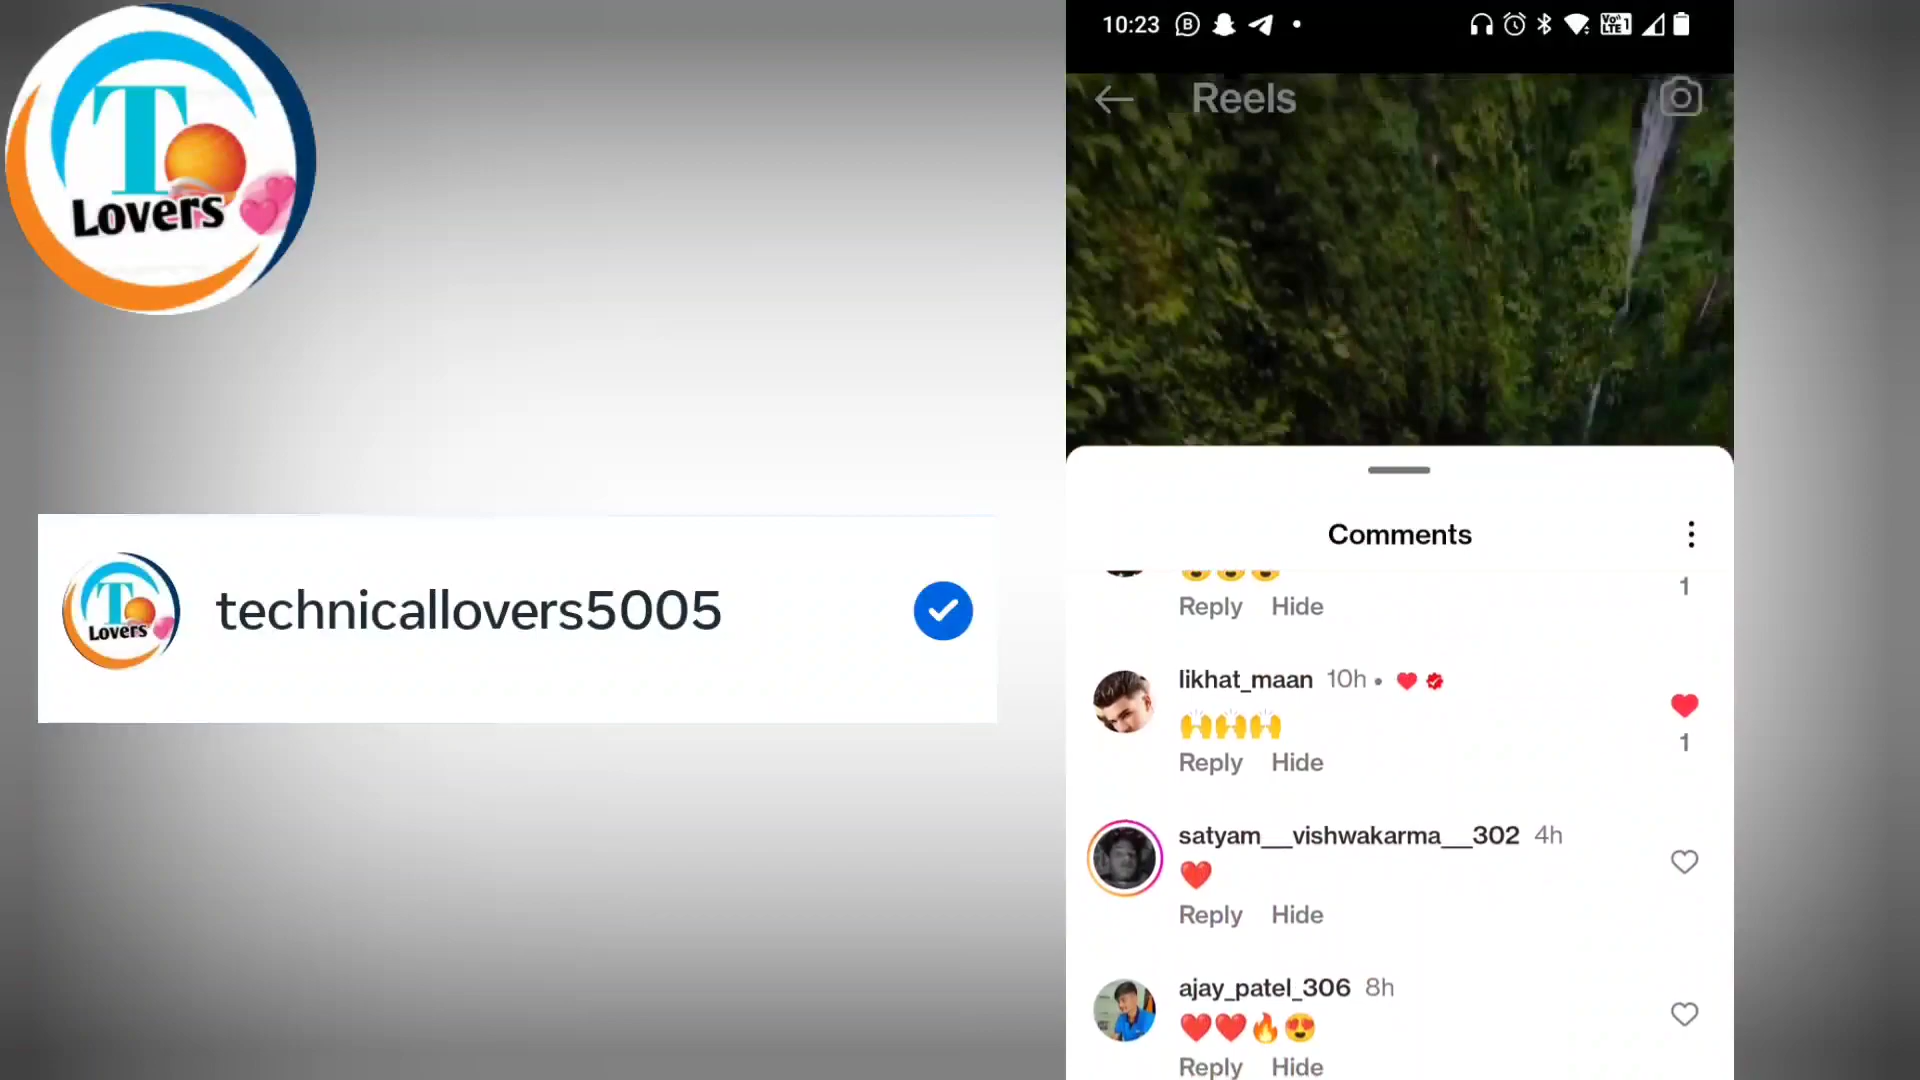 T
Lovers
technicallovers5005
10:23
Reels
Comments
1
Reply Hide
likhat_maan 10h • ❤️
🙌🙌🙌
1
Reply Hide
satyam__vishwakarma__302 4h
❤️
Reply Hide
ajay_patel_306 8h
❤️❤️🔥😍
Reply Hide